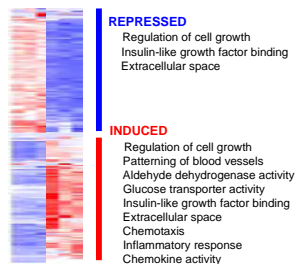 REPRESSED
Regulation of cell growth
Insulin-like growth factor binding
Extracellular space
INDUCED
Regulation of cell growth
Patterning of blood vessels
Aldehyde dehydrogenase activity
Glucose transporter activity
Insulin-like growth factor binding
Extracellular space
Chemotaxis
Inflammatory response
Chemokine activity